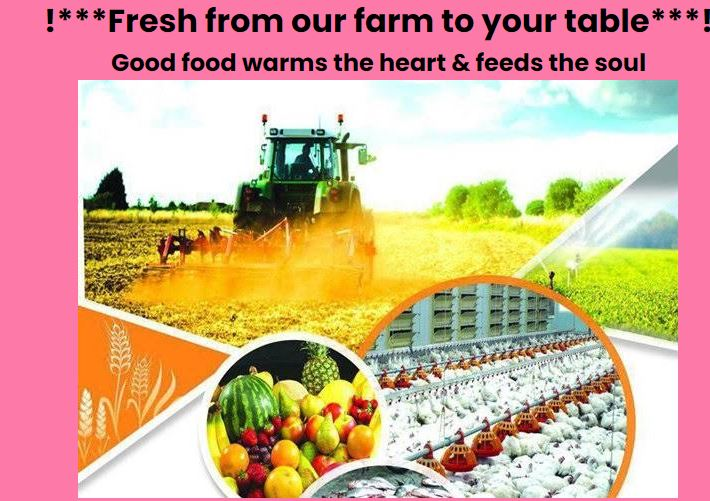 !***Fresh from our farm to your table***!
Good food warms the heart & feeds the soul